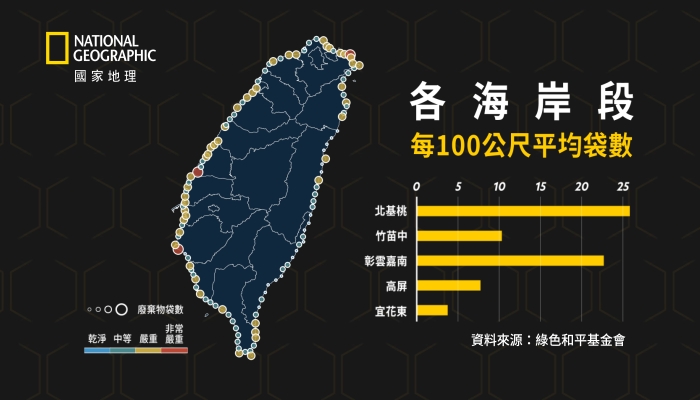 NATIONAL
GEOGRAPHIC
國家地理
各海岸段
每100公尺平均袋數
0 5 10 15 20 25
北基桃
竹苗中
彰雲嘉南
高屏
宜花東
廢棄物袋數
乾淨 中等 嚴重 非常嚴重
資料來源：綠色和平基金會